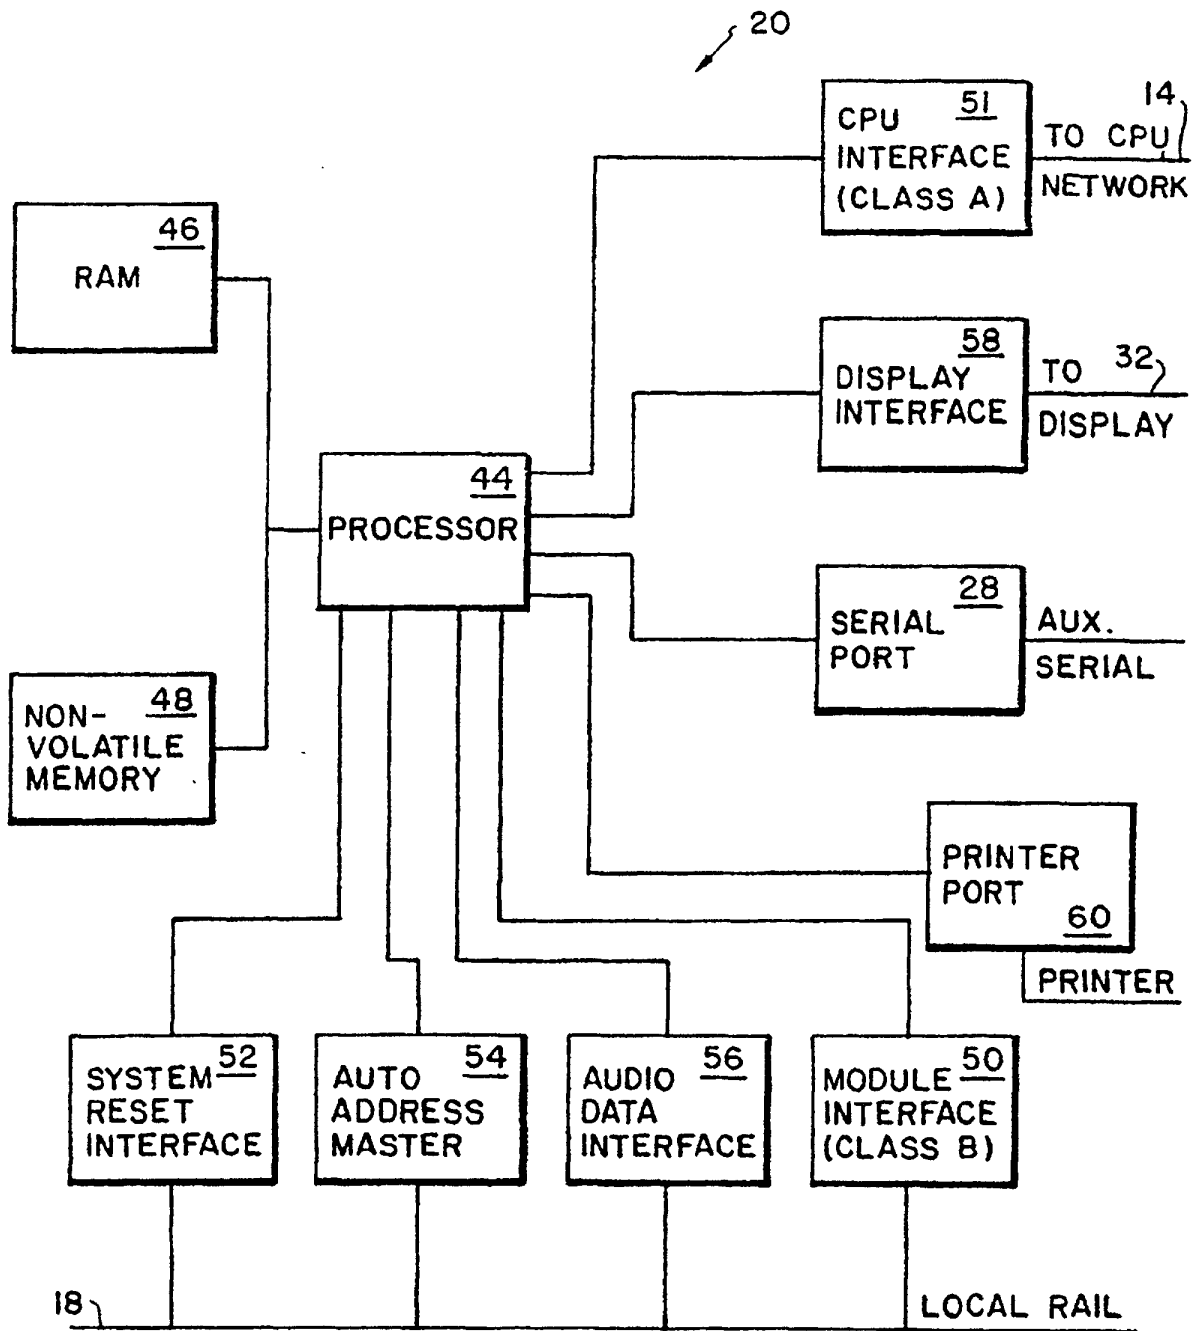 20
51
CPU
INTERFACE
(CLASS A)
14
TO CPU
NETWORK
46
RAM
58
DISPLAY
INTERFACE
32
TO
DISPLAY
44
PROCESSOR
28
SERIAL
PORT
AUX.
SERIAL
48
NON-
VOLATILE
MEMORY
PRINTER
PORT
60
PRINTER
52
SYSTEM
RESET
INTERFACE
54
AUTO
ADDRESS
MASTER
56
AUDIO
DATA
INTERFACE
50
MODULE
INTERFACE
(CLASS B)
18
LOCAL RAIL